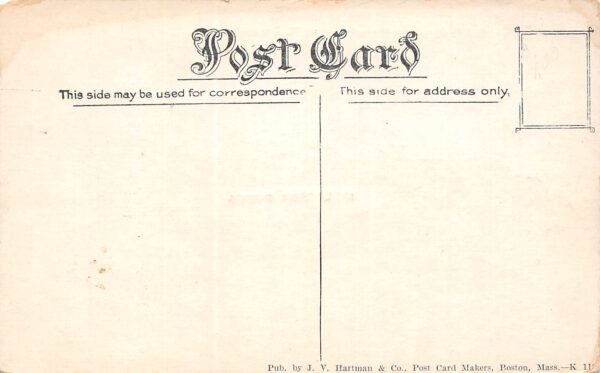 Post Card
This side may be used for correspondence
This side for address only.
Pub. by J. V. Hartman & Co., Post Card Makers, Boston, Mass.—K